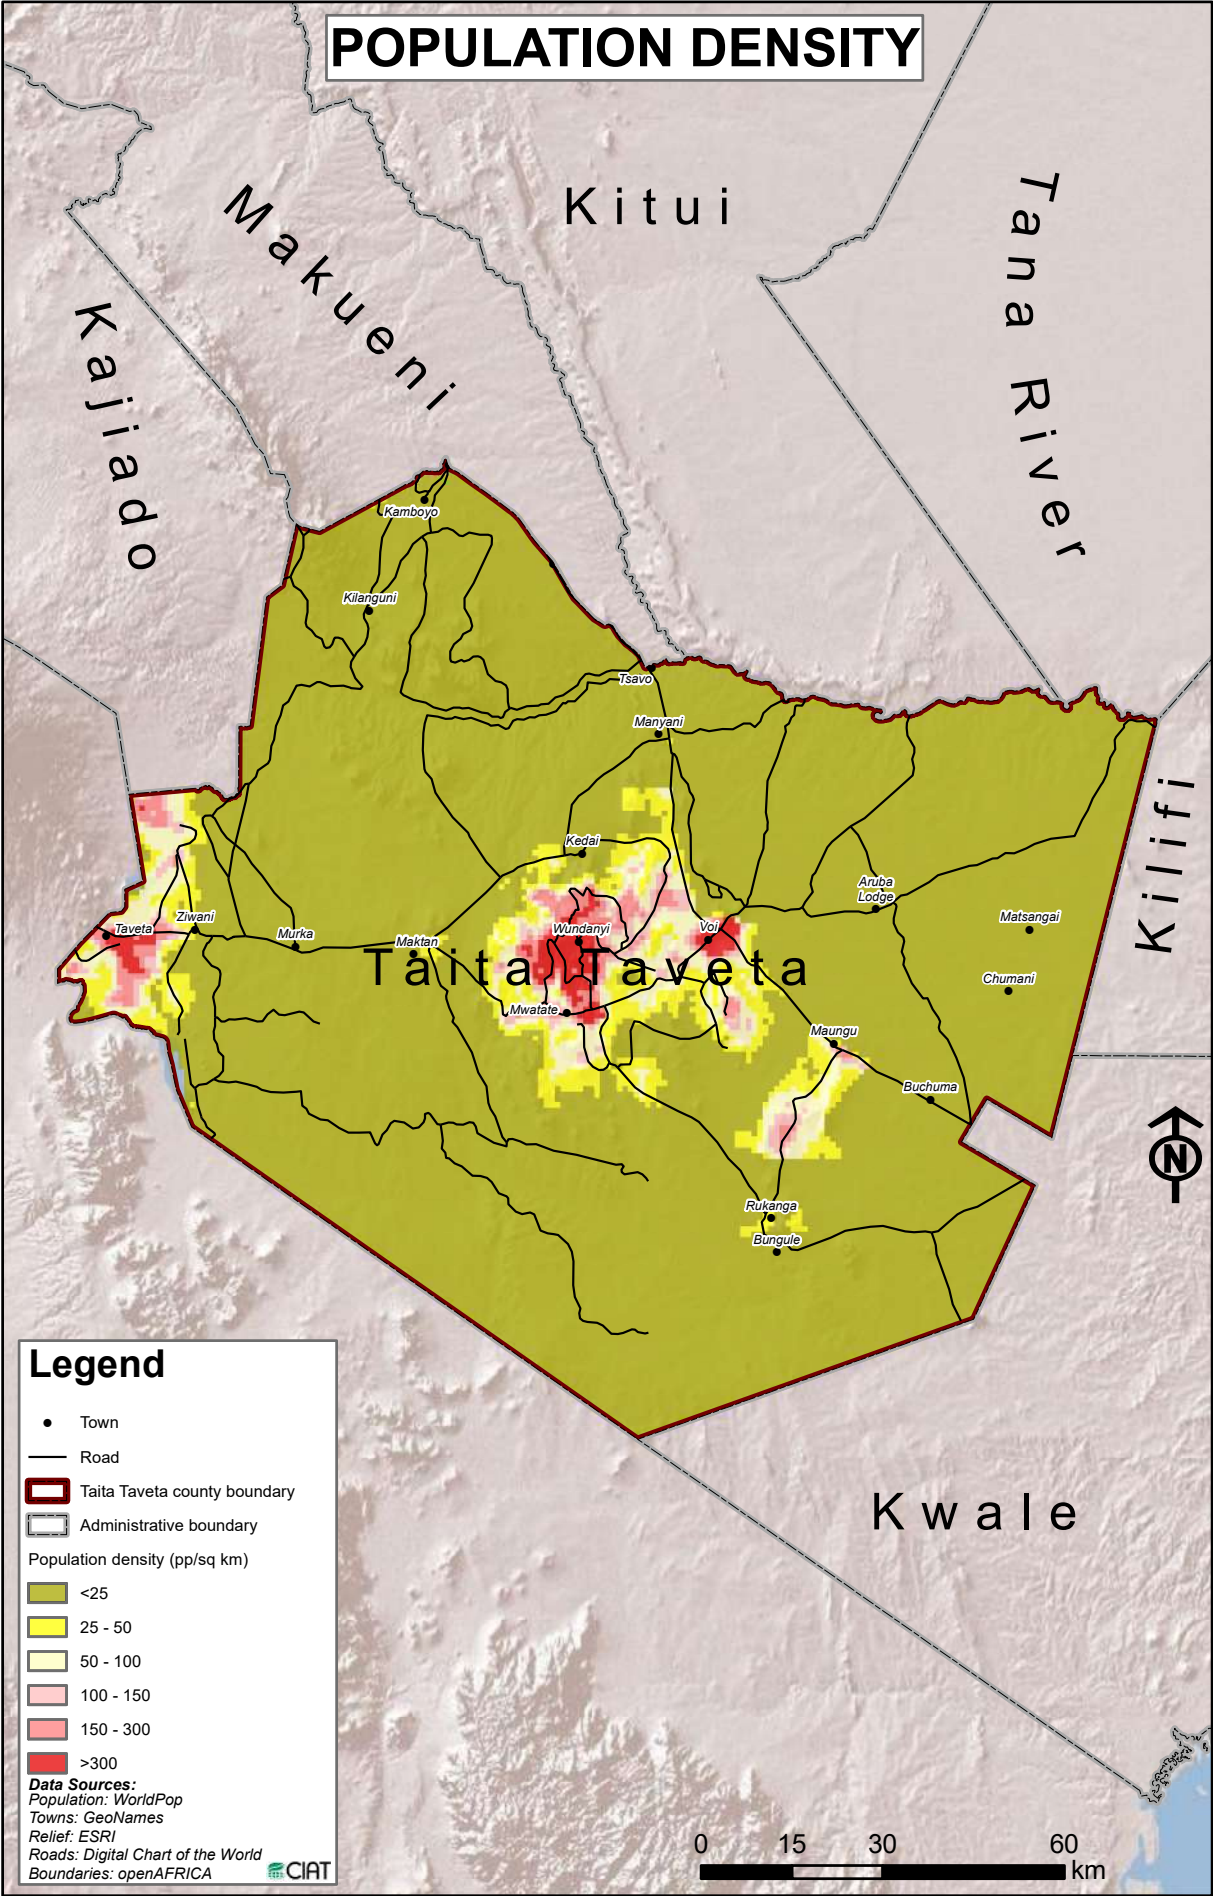 POPULATION DENSITY
Kitui
Tana River
Makueni
Kajiado
Kamboyo
Kilanguni
Tsavo
Manyani
Kilifi
Kedai
Aruba
Lodge
Matsangai
Taveta
Ziwani
Murka
Maktan
Wundanyi
Voi
Taita Taveta
Chumani
Mwatate
Maungu
Buchuma
N
Rukanga
Bungule
Kwale
Legend
Town
Road
Taita Taveta county boundary
Administrative boundary
Population density (pp/sq km)
<25
25 - 50
50 - 100
100 - 150
150 - 300
>300
Data Sources:
Population: WorldPop
Towns: GeoNames
Relief: ESRI
Roads: Digital Chart of the World
Boundaries: openAFRICA
CIAT
0 15 30 60
km